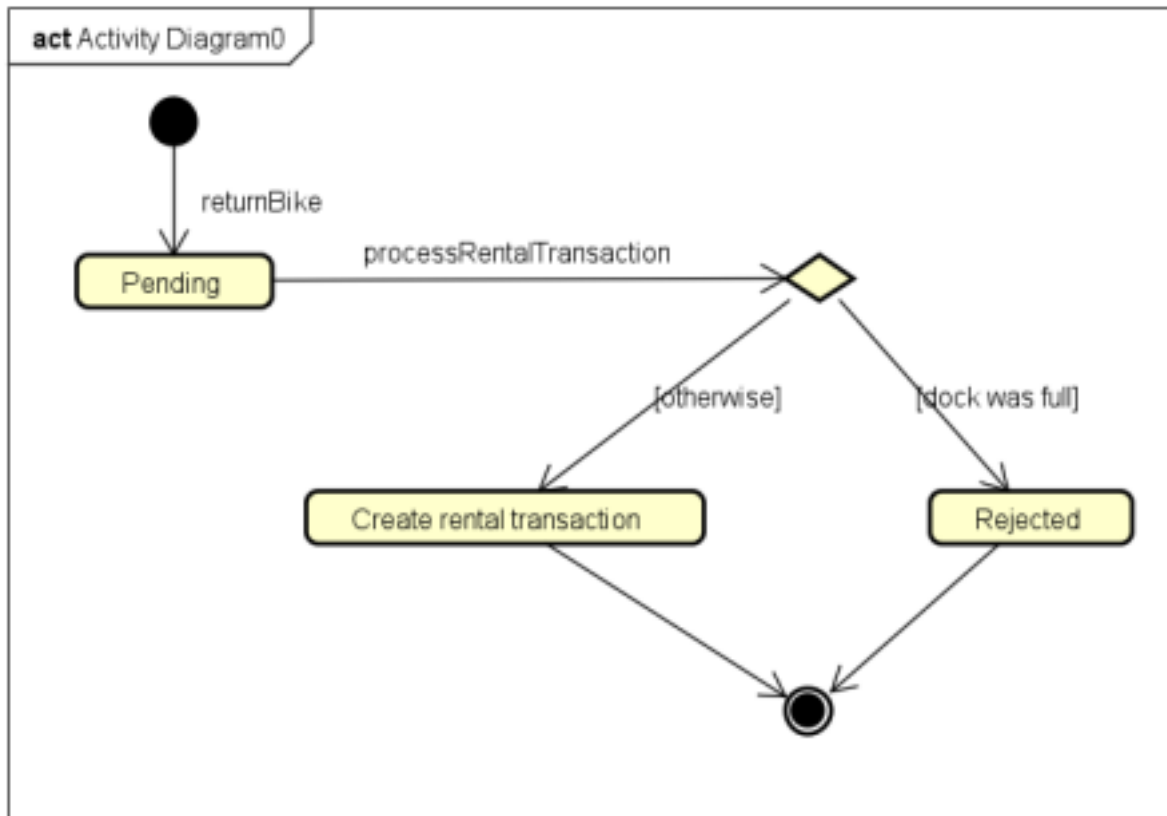 act Activity Diagram0
returnBike
processRentalTransaction
Pending
[otherwise]
[dock was full]
Create rental transaction
Rejected